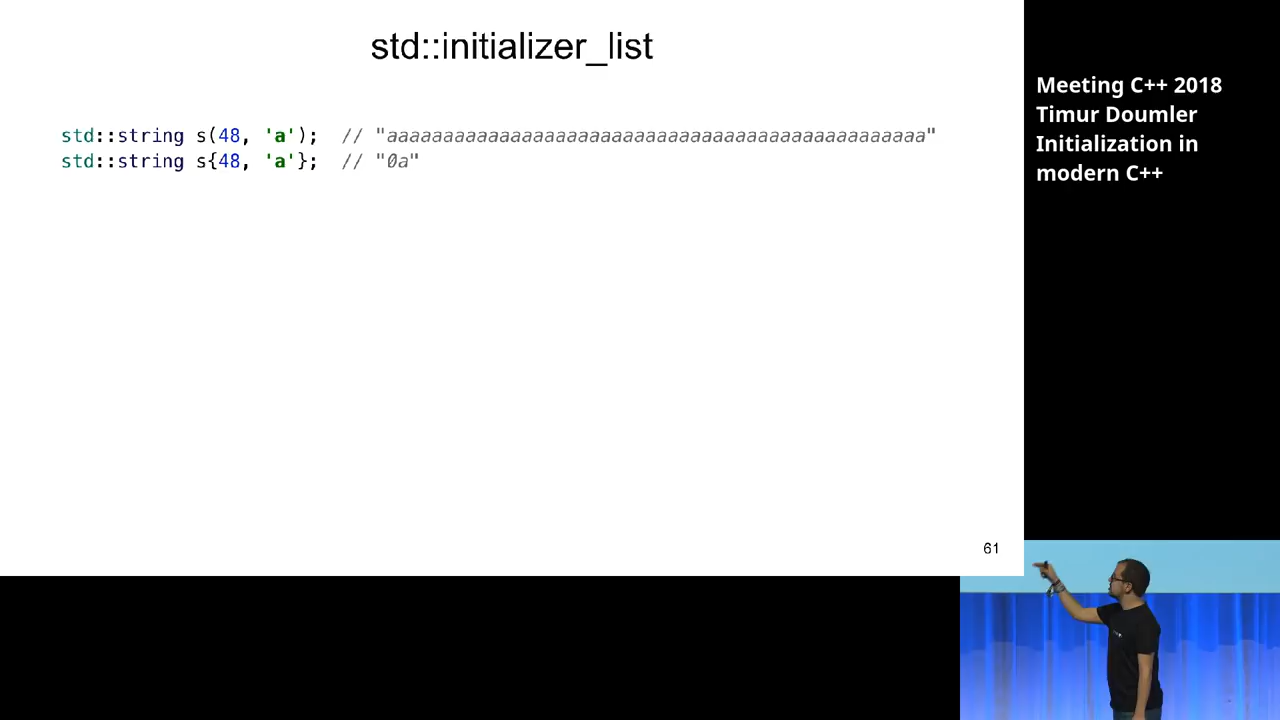 std::initializer_list
std::string s(48, 'a');  // "aaaaaaaaaaaaaaaaaaaaaaaaaaaaaaaaaaaaaaaaaaaaaaaa"
std::string s{48, 'a'};  // "0a"
61
Meeting C++ 2018
Timur Doumler
Initialization in
modern C++